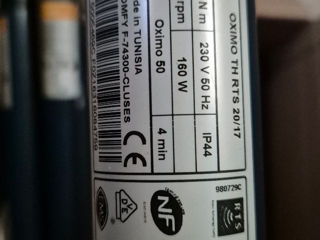 OXIMO TH RTS 20/17
N m
230 V 50 Hz
IP44
rpm
160 W
Oximo 50
4 min
OMFY F-74300-CLUSES
de in TUNISIA
CE
NF
VDE
980729C
RTS